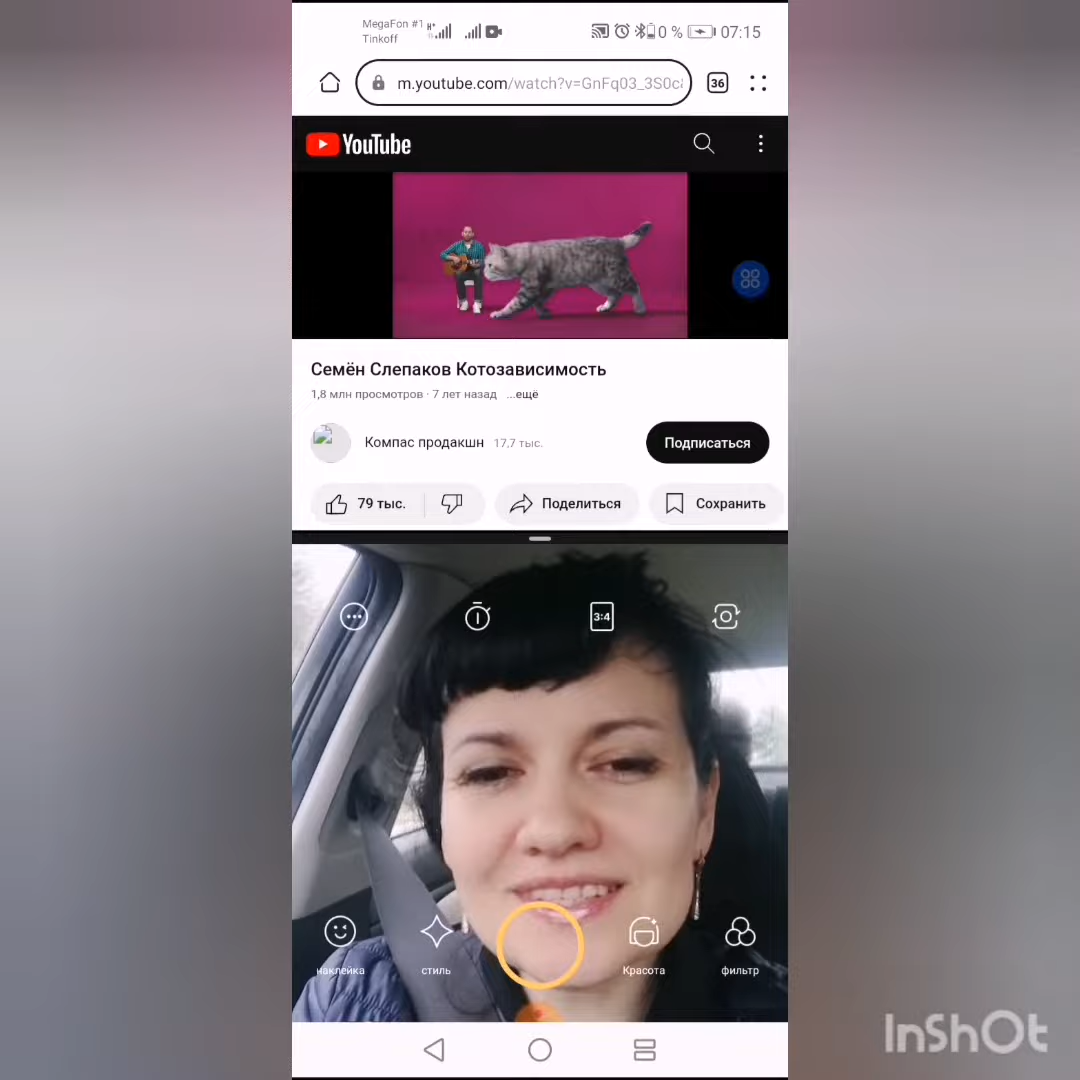 MegaFon #1
Tinkoff
H+
0 %
07:15
m.youtube.com/watch?v=GnFq03_3S0c
36
YouTube
Семён Слепаков Котозависимость
1,8 млн просмотров · 7 лет назад ...ещё
Компас продакшн 17,7 тыс.
Подписаться
79 тыс.
Поделиться
Сохранить
3:4
наклейка
стиль
Красота
фильтр
InShOt